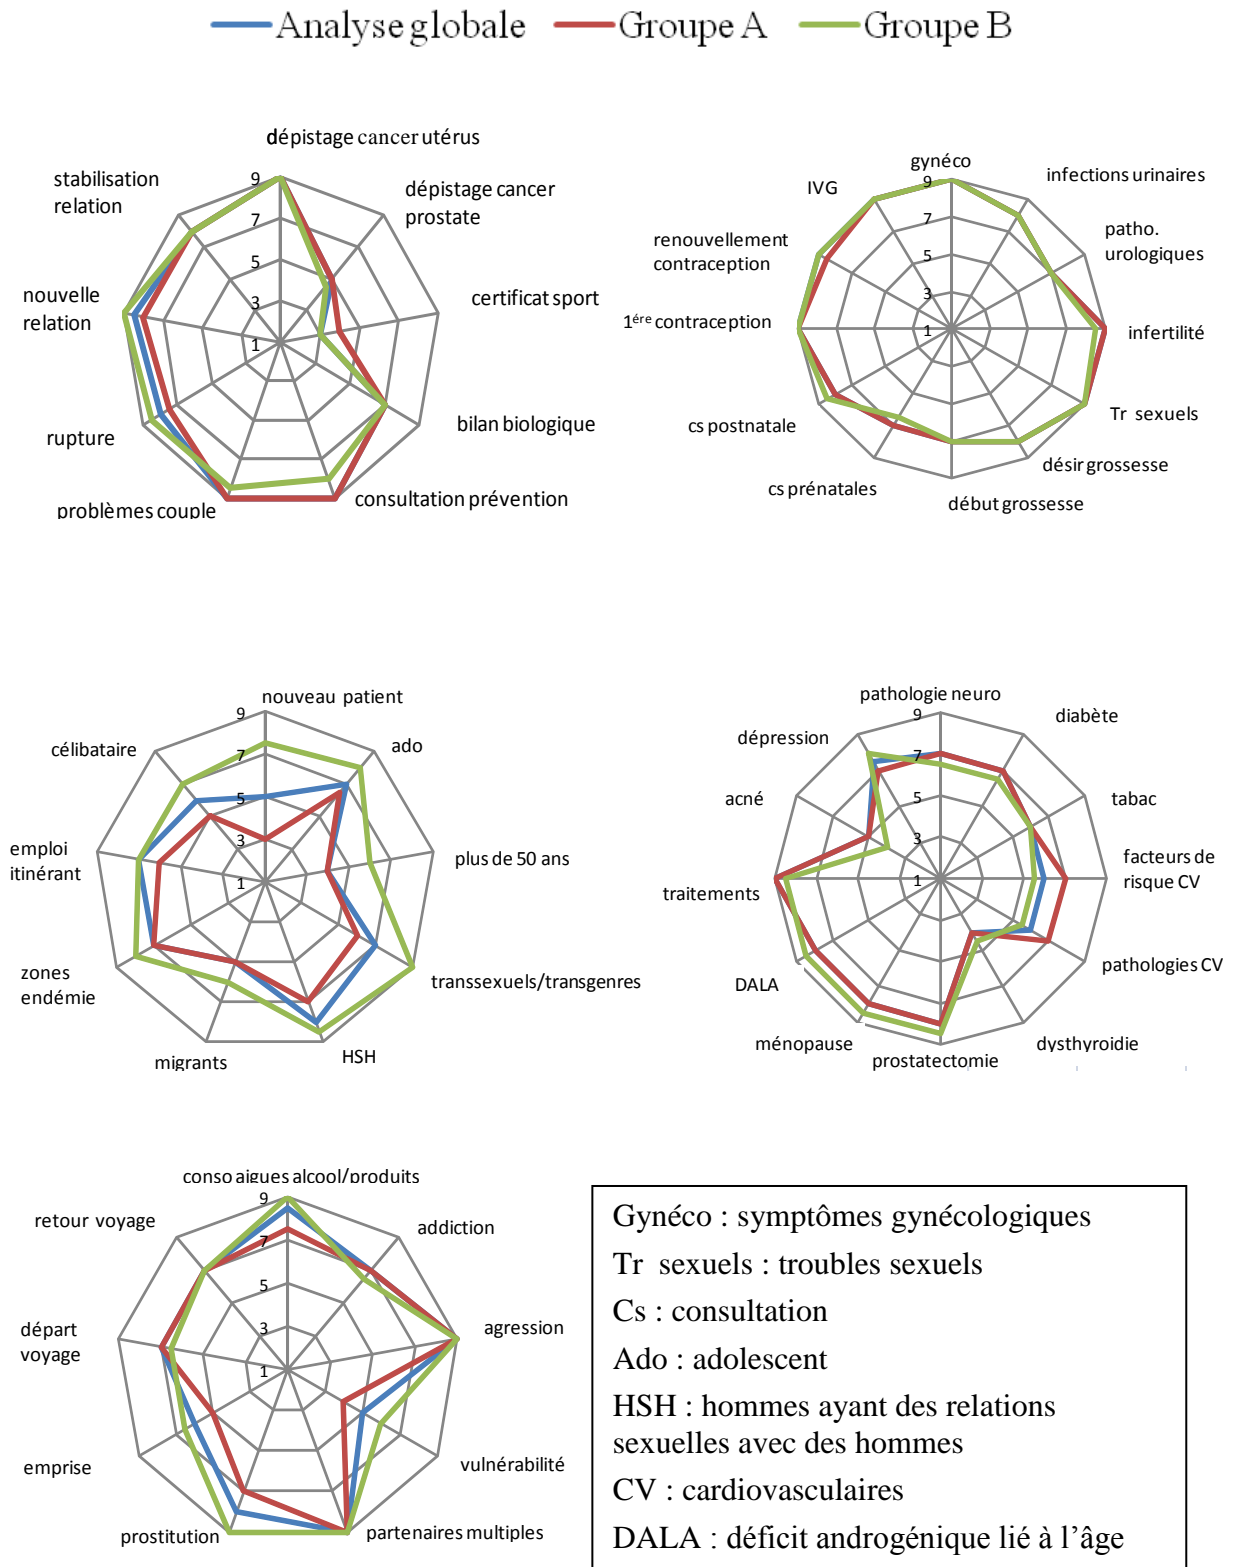 Analyse globale Groupe A Groupe B
dépistage cancer utérus
dépistage cancer
prostate
certificat sport
bilan biologique
consultation prévention
problèmes couple
rupture
nouvelle
relation
stabilisation
relation
9
7
5
3
1
gynéco
infections urinaires
patho.
urologiques
infertilité
Tr sexuels
désir grossesse
début grossesse
cs prénatales
cs postnatale
1ére contraception
renouvellement
contraception
IVG
9
7
5
3
1
nouveau patient
ado
plus de 50 ans
transsexuels/transgenres
HSH
migrants
zones
endémie
emploi
itinérant
célibataire
9
7
5
3
1
pathologie neuro
diabète
tabac
facteurs de
risque CV
pathologies CV
dysthyroidie
prostatectomie
ménopause
DALA
traitements
acné
dépression
9
7
5
3
1
conso aigues alcool/produits
addiction
agression
vulnérabilité
partenaires multiples
prostitution
emprise
départ
voyage
retour voyage
9
7
5
3
1
Gynéco : symptômes gynécologiques
Tr sexuels : troubles sexuels
Cs : consultation
Ado : adolescent
HSH : hommes ayant des relations
sexuelles avec des hommes
CV : cardiovasculaires
DALA : déficit androgénique lié à l’âge